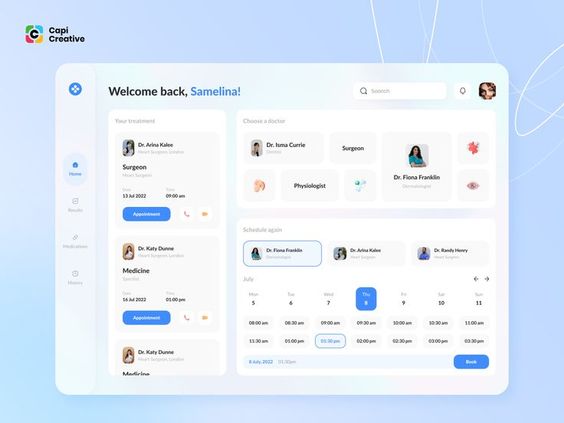 Capi
Creative
Welcome back, Samelina!
Search
Home
Results
Medications
History
Your treatment
Dr. Arina Kalee
Heart Surgeon, London
Surgeon
Heart Surgeon
Date
Time
13 Jul 2022
09:00 am
Appointment
Dr. Katy Dunne
Heart Surgeon, London
Medicine
16 Jul 2022
01:00 pm
Appointment
Dr. Katy Dunne
Heart Surgeon, London
Medicine
Choose a doctor
Dr. Isma Currie
Dentist
Surgeon
Dr. Fiona Franklin
Dermatologist
Physiologist
Schedule again
Dr. Fiona Franklin
Dermatologist
Dr. Arina Kalee
Heart Surgeon
Dr. Randy Henry
Heart Surgeon
July
Mon Tue Wed Thu Fri Sat Sun
5 6 7 8 9 10 11
08:00 am 08:30 am 09:00 am 09:30 am 10:00 am 10:30 am 11:00 am
11:30 am 01:00 pm 01:30 pm 02:00 pm 02:30 pm 03:00 pm 03:30 pm
8 July, 2022 01:30pm
Book